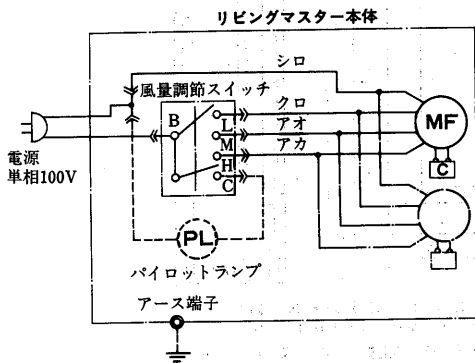 リビングマスター本体
シロ
風量調節スイッチ
クロ
B
L
アオ
MF
M
アカ
電源
単相100V
H
C
C
PL
パイロットランプ
アース端子